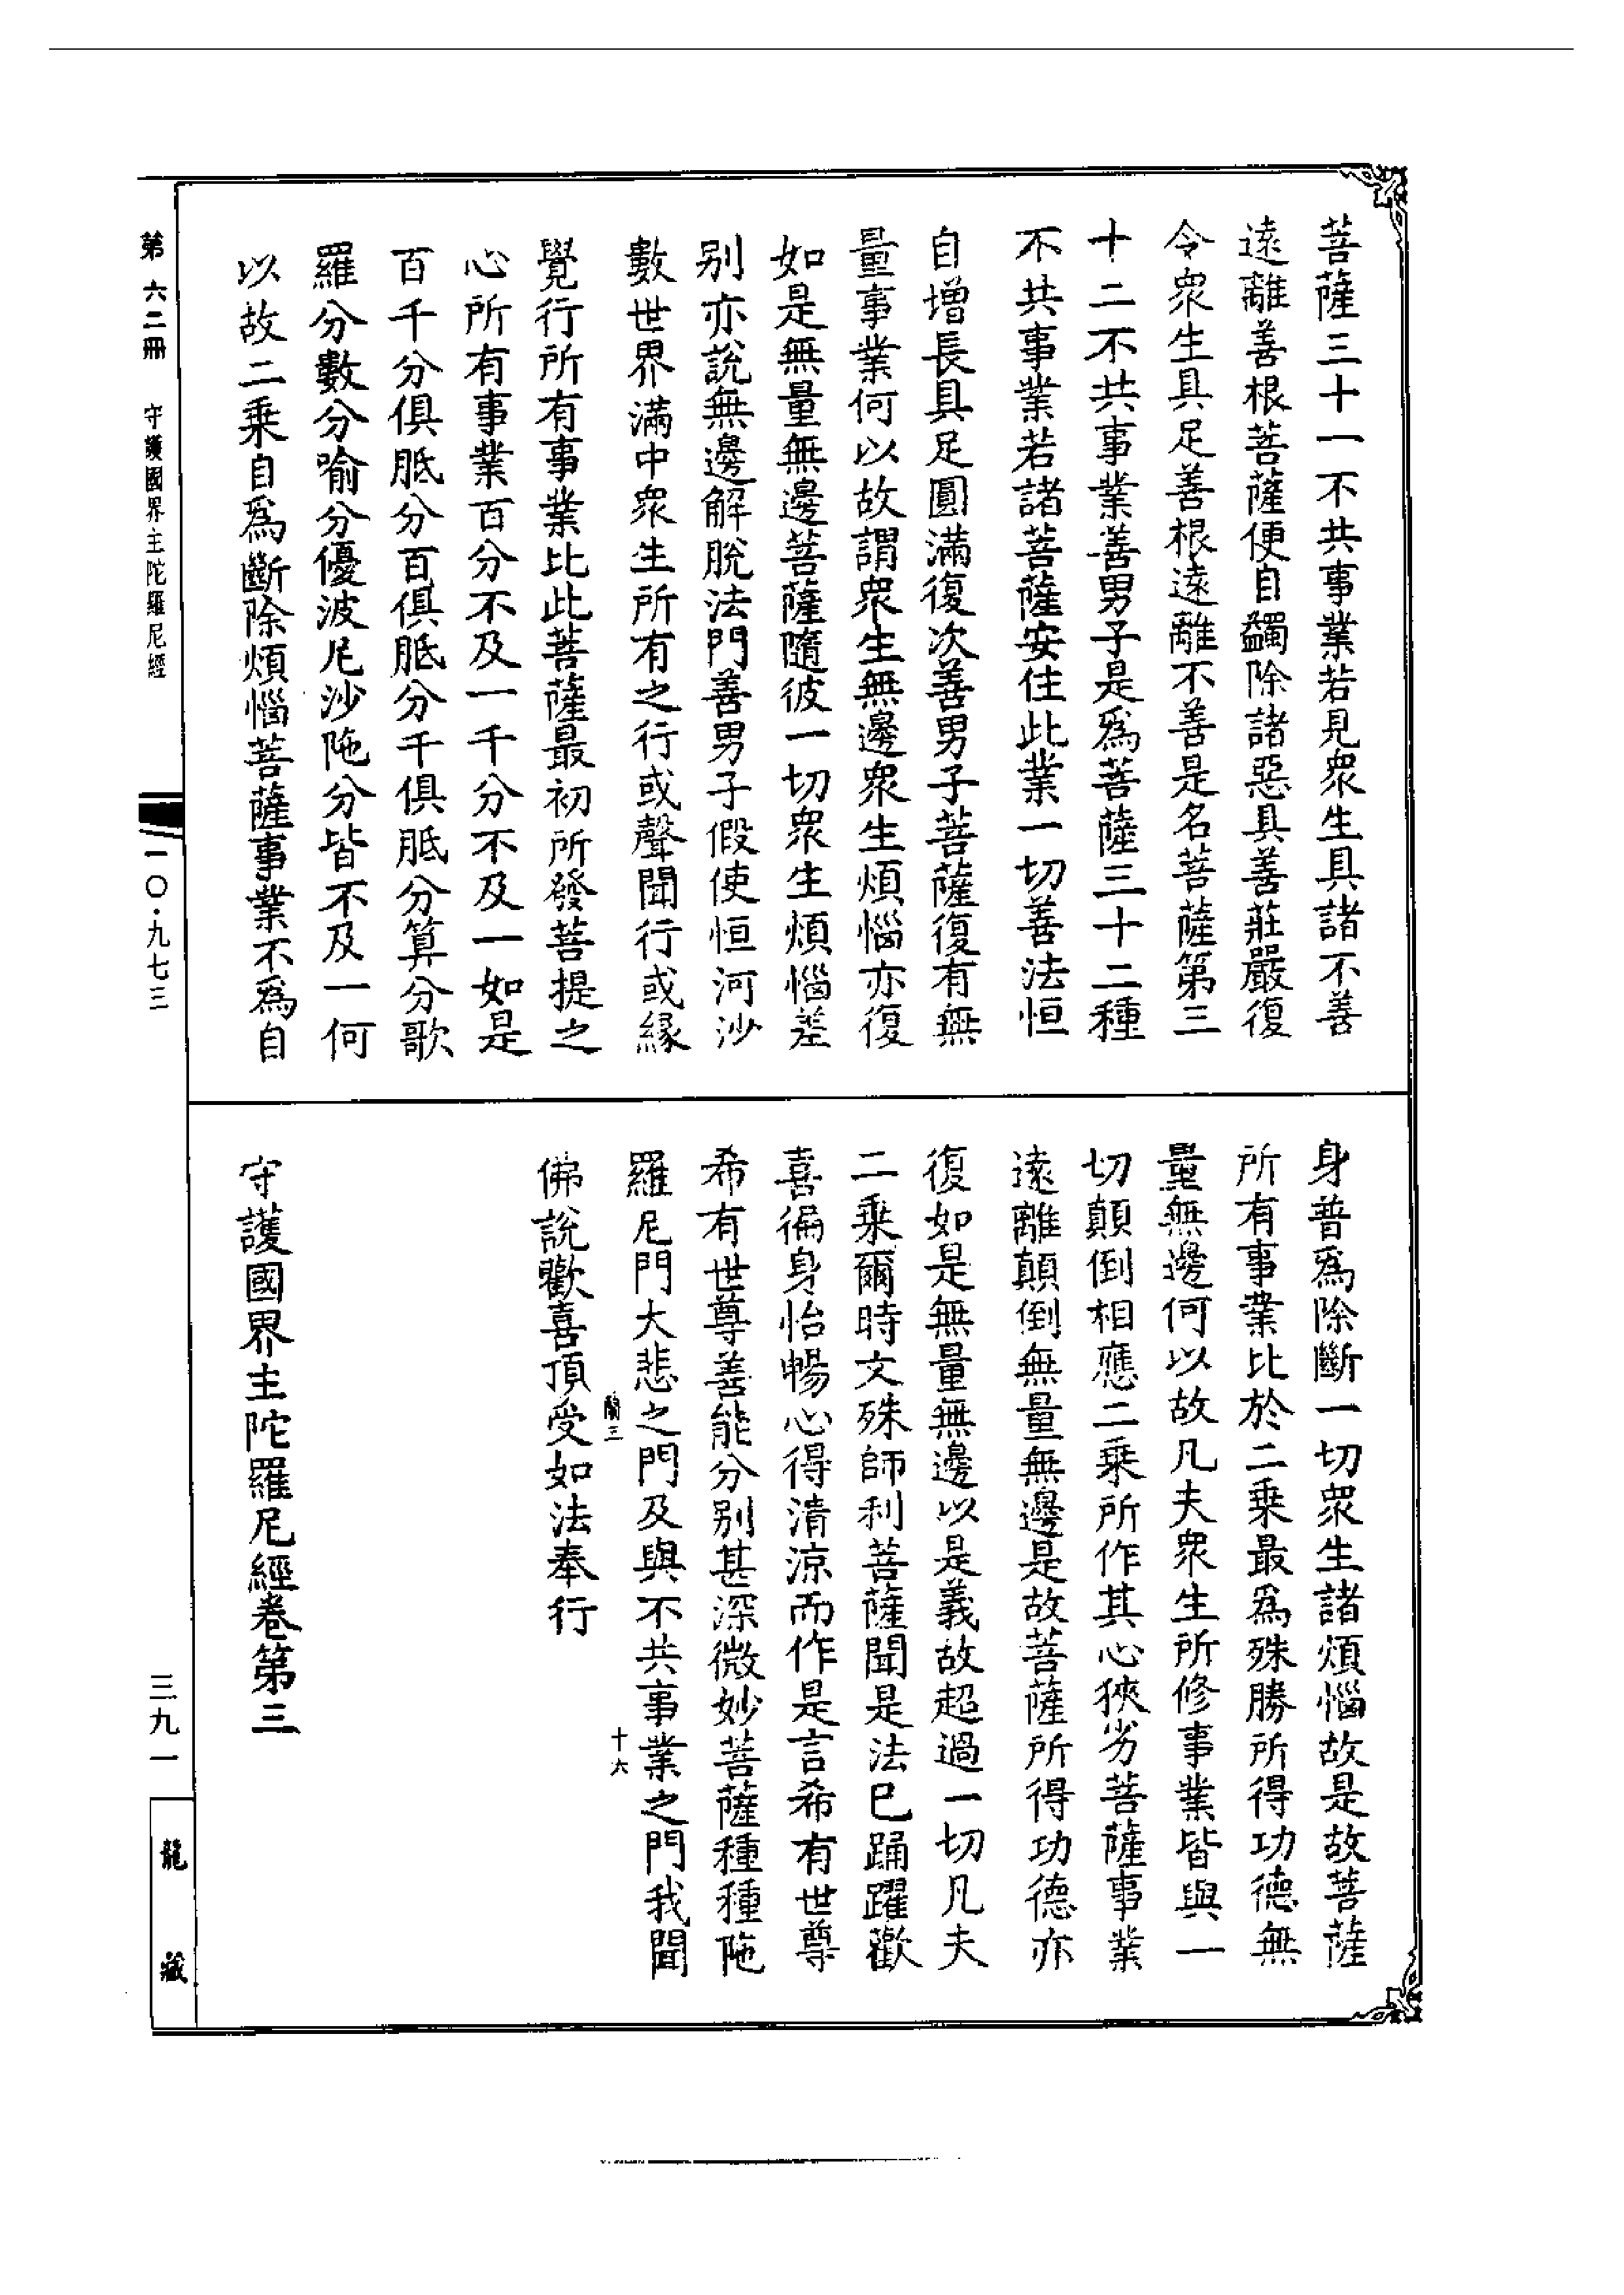 菩薩三十一不共事業若見衆生具諸不善
遠離善根菩薩便自蠲除諸惡具善莊嚴復
令衆生具足善根遠離不善是名菩薩第三
十二不共事業善男子是爲菩薩三十二種
不共事業若諸菩薩安住此業一切善法恒
自增長具足圓滿復次善男子菩薩復有無
量事業何以故謂衆生無邊衆生煩惱亦復
如是無量無邊菩薩隨彼一切衆生煩惱差
别亦說無邊解脫法門善男子假使恒河沙
數世界滿中衆生所有之行或聲聞行或緣
覺行所有事業比此菩薩最初所發菩提之
心所有事業百分不及一千分不及一如是
百千分俱胝分百俱胝分千俱胝分算分歌
羅分數分喻分優波尼沙陁分皆不及一何
以故二乘自爲斷除煩惱菩薩事業不爲自
身普爲除斷一切衆生諸煩惱故是故菩薩
所有事業比於二乘最爲殊勝所得功德無
量無邊何以故凡夫衆生所修事業皆與一
切顛倒相應二乘所作其心狹劣菩薩事業
遠離顛倒無量無邊是故菩薩所得功德亦
復如是無量無邊以是義故超過一切凡夫
二乘爾時文殊師利菩薩聞是法已踊躍歡
喜徧身怡暢心得清涼而作是言希有世尊
希有世尊善能分别甚深微妙菩薩種種陁
羅尼門大悲之門及與不共事業之門我聞
蘭三 十六
佛說歡喜頂受如法奉行
守護國界主陀羅尼經卷第三
第六二冊 守護國界主陀羅尼經
一〇·九七三
三九一
龍藏